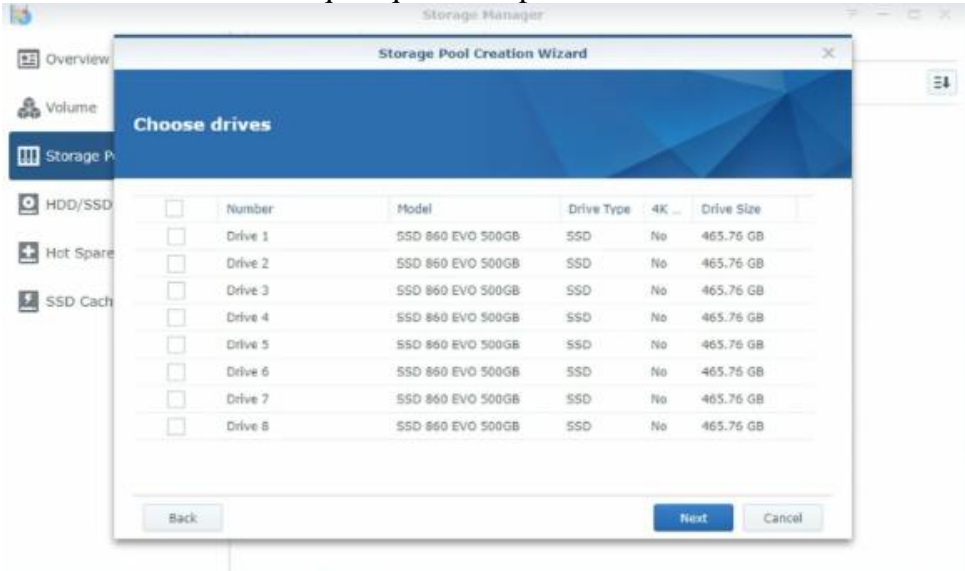 Storage Manager
Overview
Storage Pool Creation Wizard
Volume
Choose drives
Storage P
HDD/SSD
Number Model Drive Type 4K ... Drive Size
Drive 1 SSD 860 EVO 500GB SSD No 465.76 GB
Hot Spare
Drive 2 SSD 860 EVO 500GB SSD No 465.76 GB
Drive 3 SSD 860 EVO 500GB SSD No 465.76 GB
SSD Cach
Drive 4 SSD 860 EVO 500GB SSD No 465.76 GB
Drive 5 SSD 860 EVO 500GB SSD No 465.76 GB
Drive 6 SSD 860 EVO 500GB SSD No 465.76 GB
Drive 7 SSD 860 EVO 500GB SSD No 465.76 GB
Drive 8 SSD 860 EVO 500GB SSD No 465.76 GB
Back Next Cancel